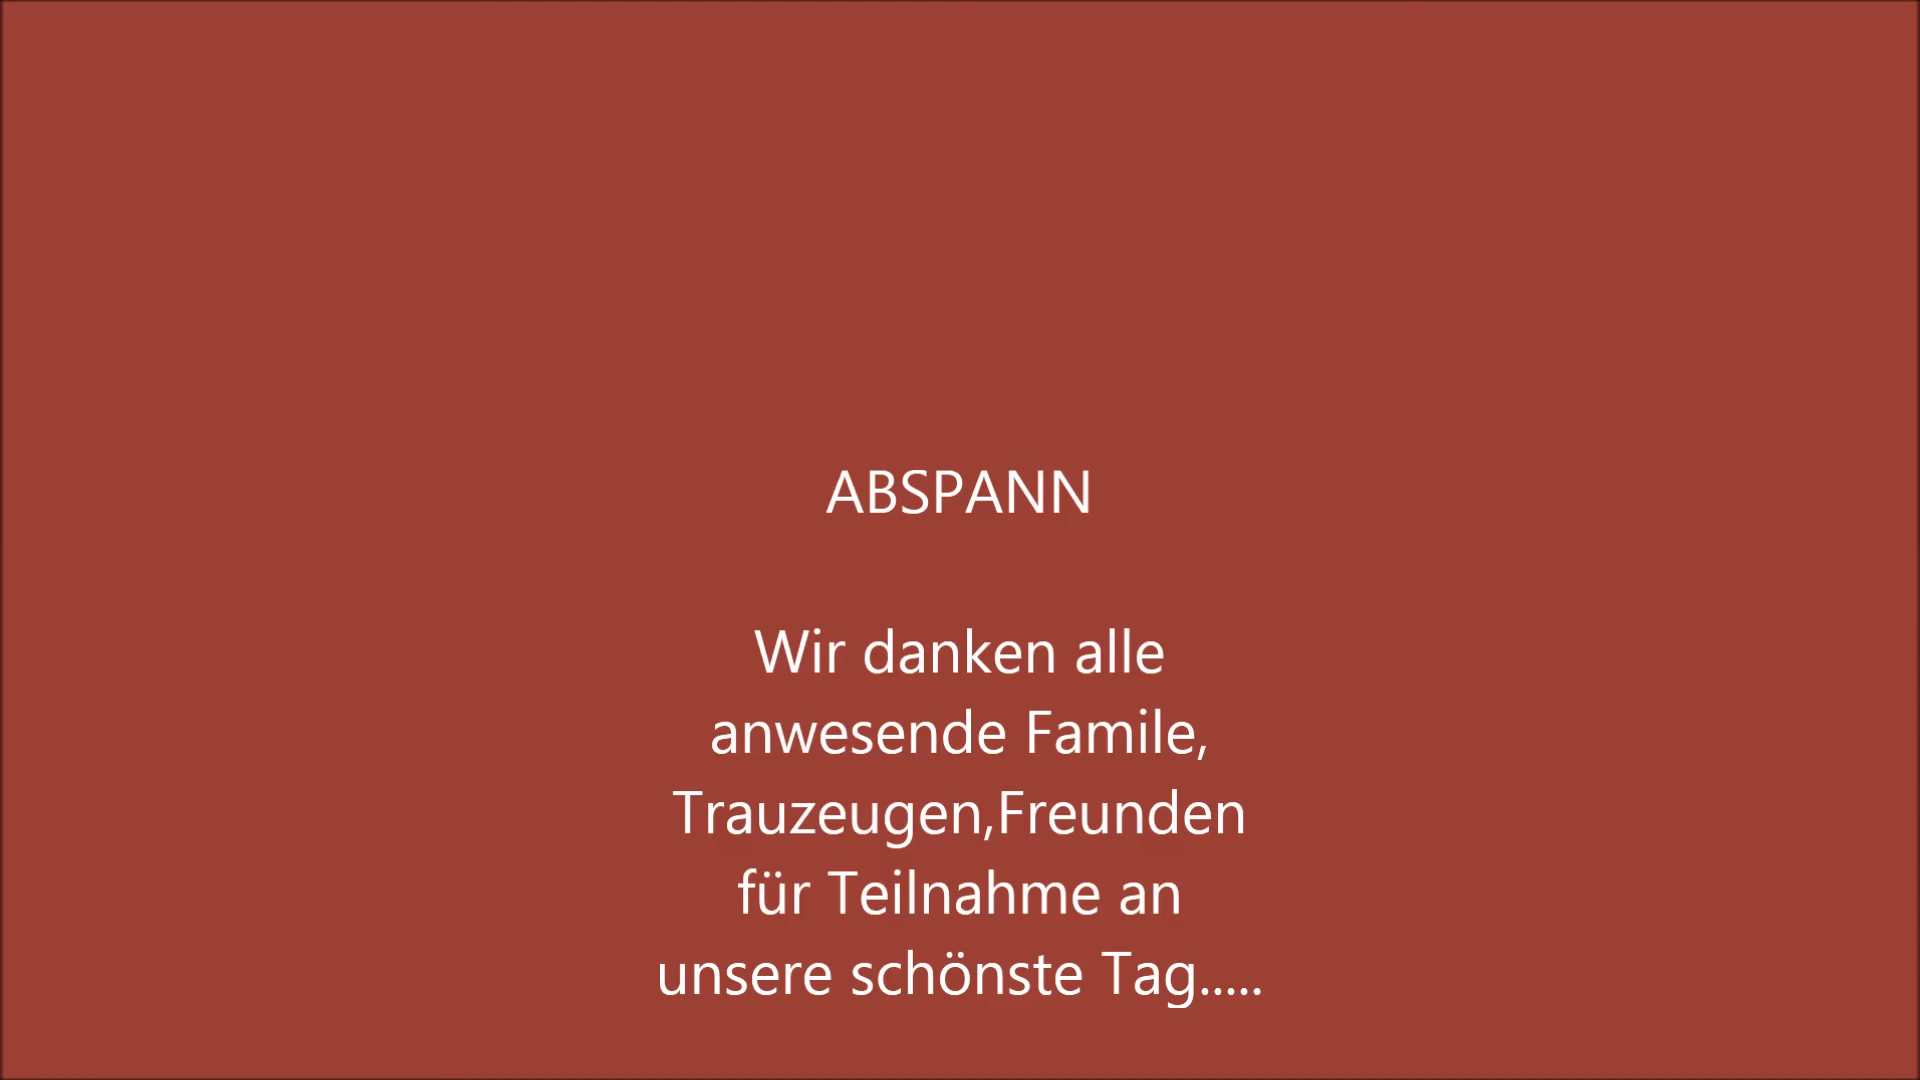 ABSPANN
Wir danken alle
anwesende Famile,
Trauzeugen,Freunden
für Teilnahme an
unsere schönste Tag.....